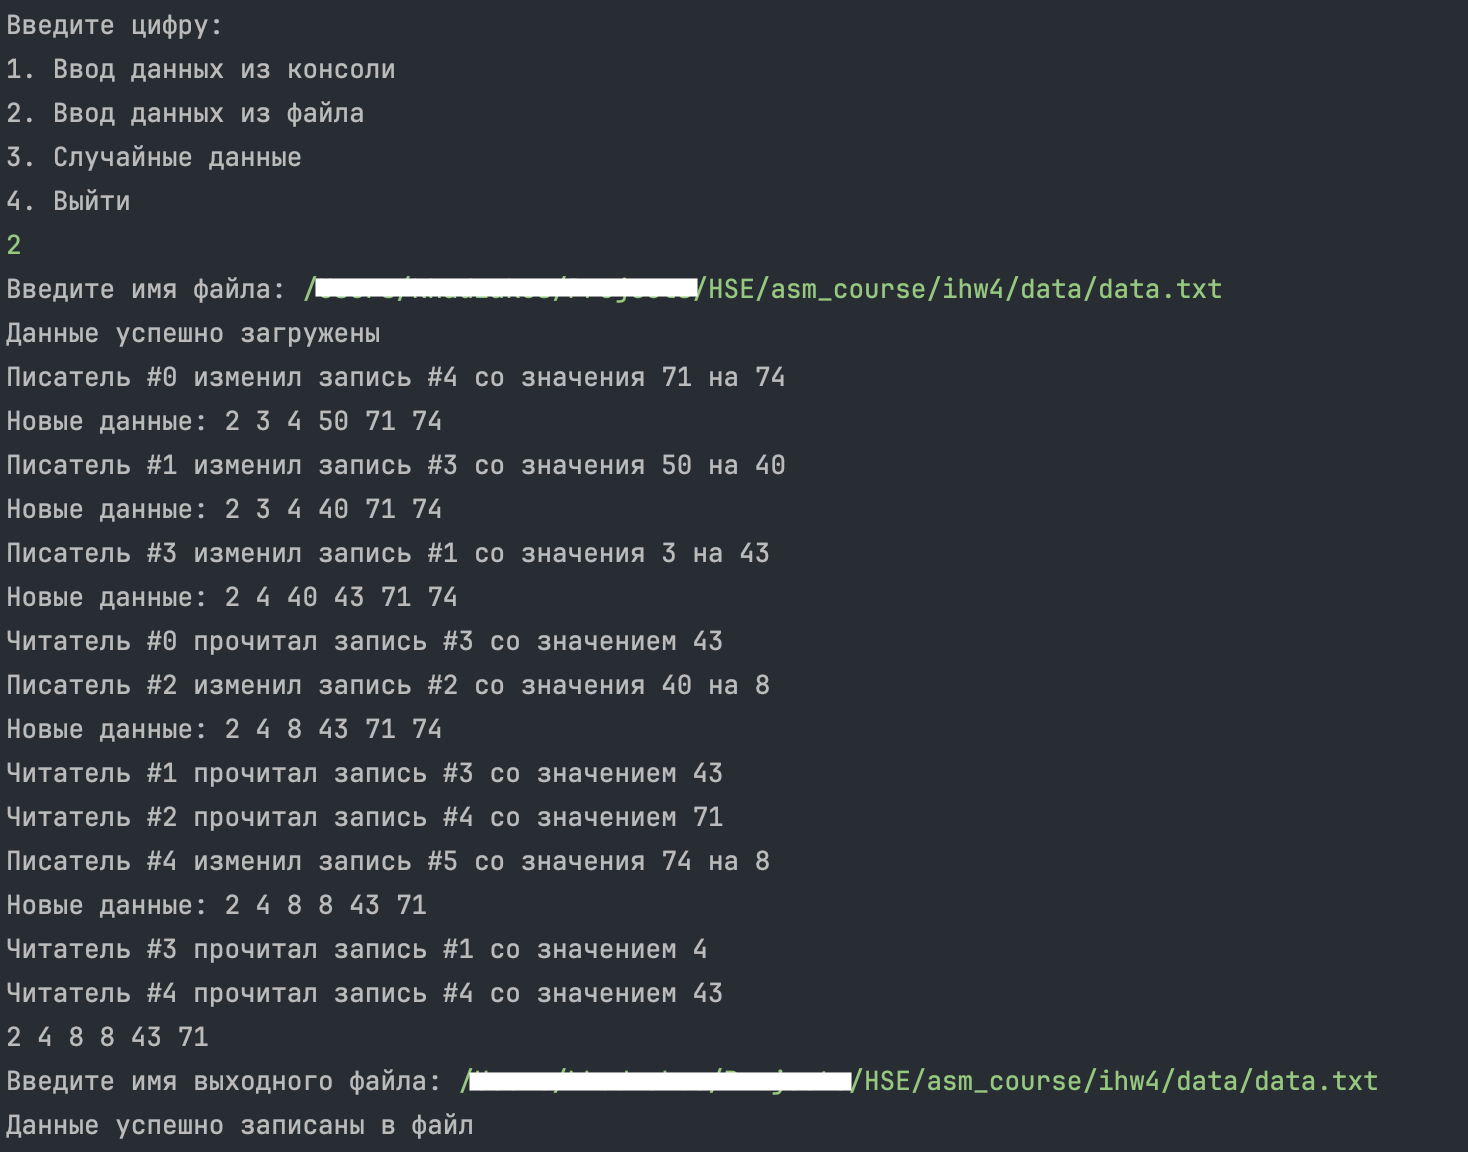 Введите цифру:
1. Ввод данных из консоли
2. Ввод данных из файла
3. Случайные данные
4. Выйти
2
Введите имя файла: / /HSE/asm_course/ihw4/data/data.txt
Данные успешно загружены
Писатель #0 изменил запись #4 со значения 71 на 74
Новые данные: 2 3 4 50 71 74
Писатель #1 изменил запись #3 со значения 50 на 40
Новые данные: 2 3 4 40 71 74
Писатель #3 изменил запись #1 со значения 3 на 43
Новые данные: 2 4 40 43 71 74
Читатель #0 прочитал запись #3 со значением 43
Писатель #2 изменил запись #2 со значения 40 на 8
Новые данные: 2 4 8 43 71 74
Читатель #1 прочитал запись #3 со значением 43
Читатель #2 прочитал запись #4 со значением 71
Писатель #4 изменил запись #5 со значения 74 на 8
Новые данные: 2 4 8 8 43 71
Читатель #3 прочитал запись #1 со значением 4
Читатель #4 прочитал запись #4 со значением 43
2 4 8 8 43 71
Введите имя выходного файла: / /HSE/asm_course/ihw4/data/data.txt
Данные успешно записаны в файл